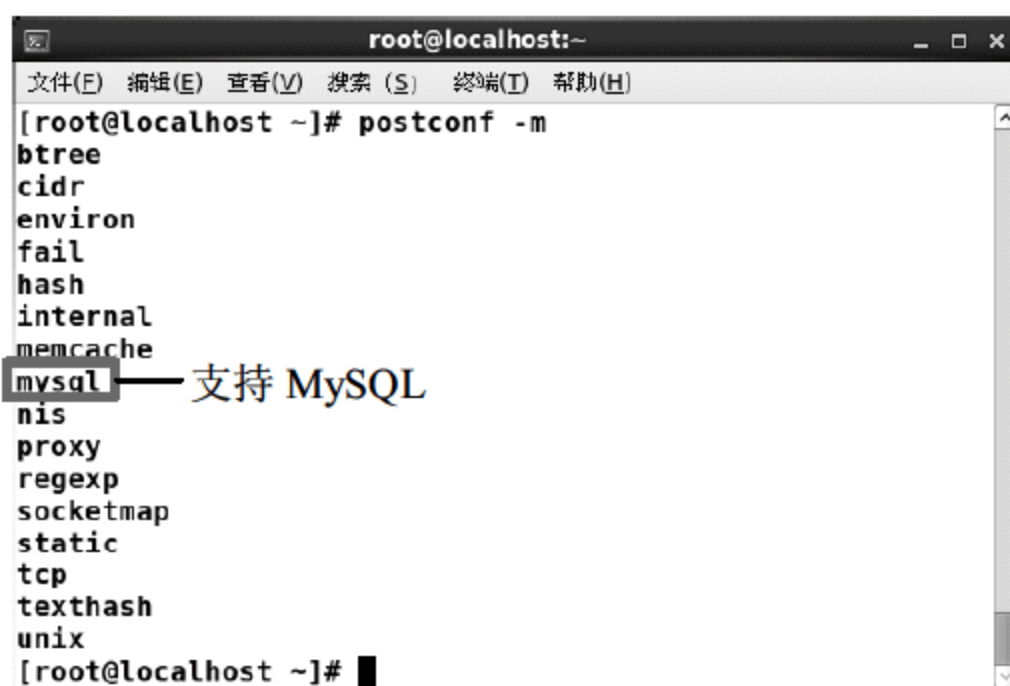 root@localhost:~
文件(F) 编辑(E) 查看(V) 搜索 (S) 终端(T) 帮助(H)
[root@localhost ~]# postconf -m
btree
cidr
environ
fail
hash
internal
memcache
mysql 支持 MySQL
nis
proxy
regexp
socketmap
static
tcp
texthash
unix
[root@localhost ~]#